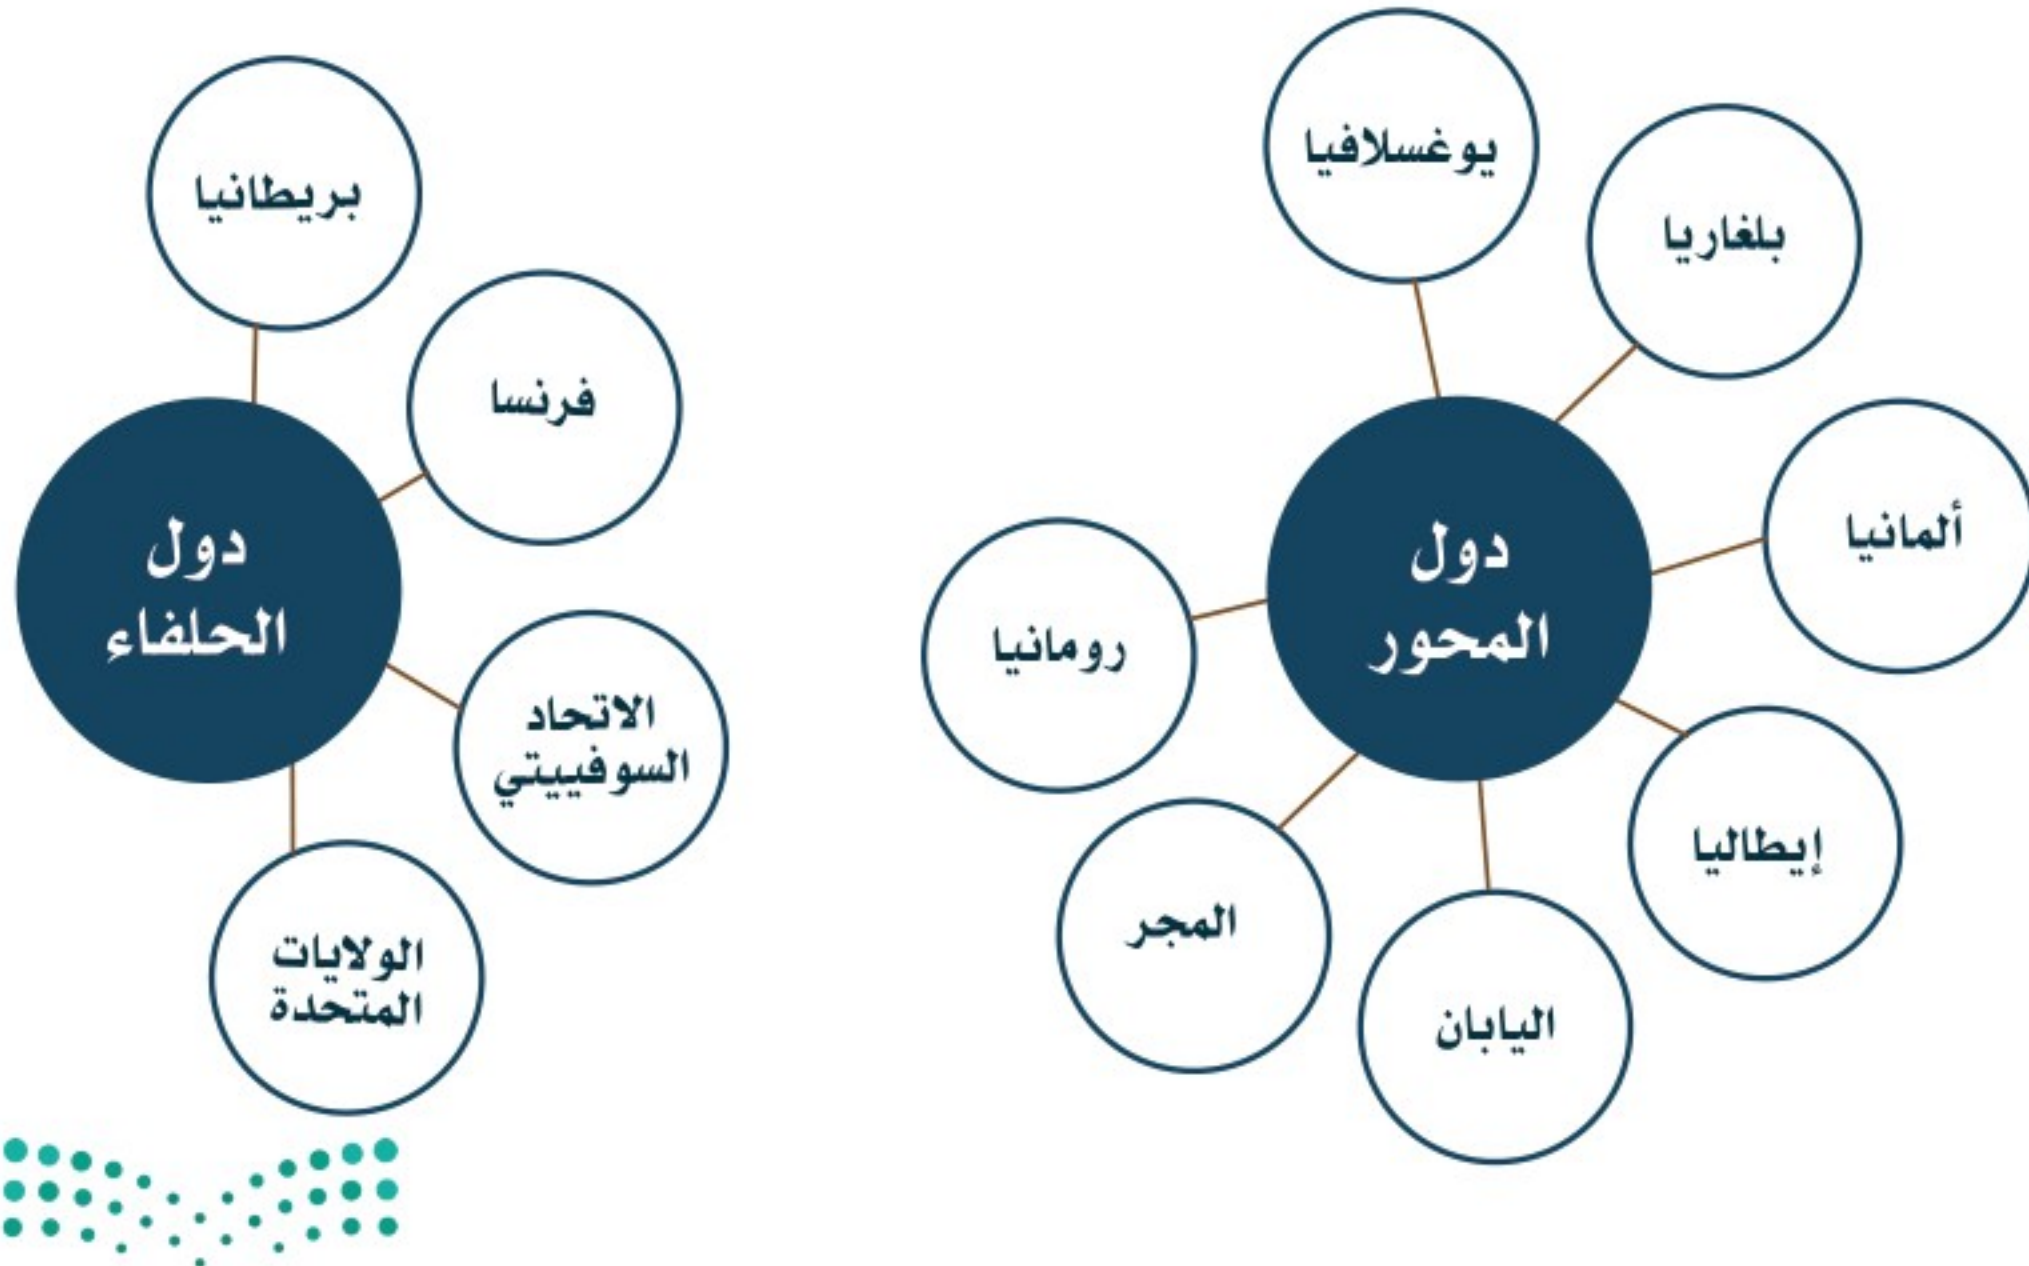 دول
المحور
يوغسلافيا
بلغاريا
ألمانيا
إيطاليا
اليابان
المجر
رومانيا
دول
الحلفاء
بريطانيا
فرنسا
الاتحاد
السوفييتي
الولايات
المتحدة